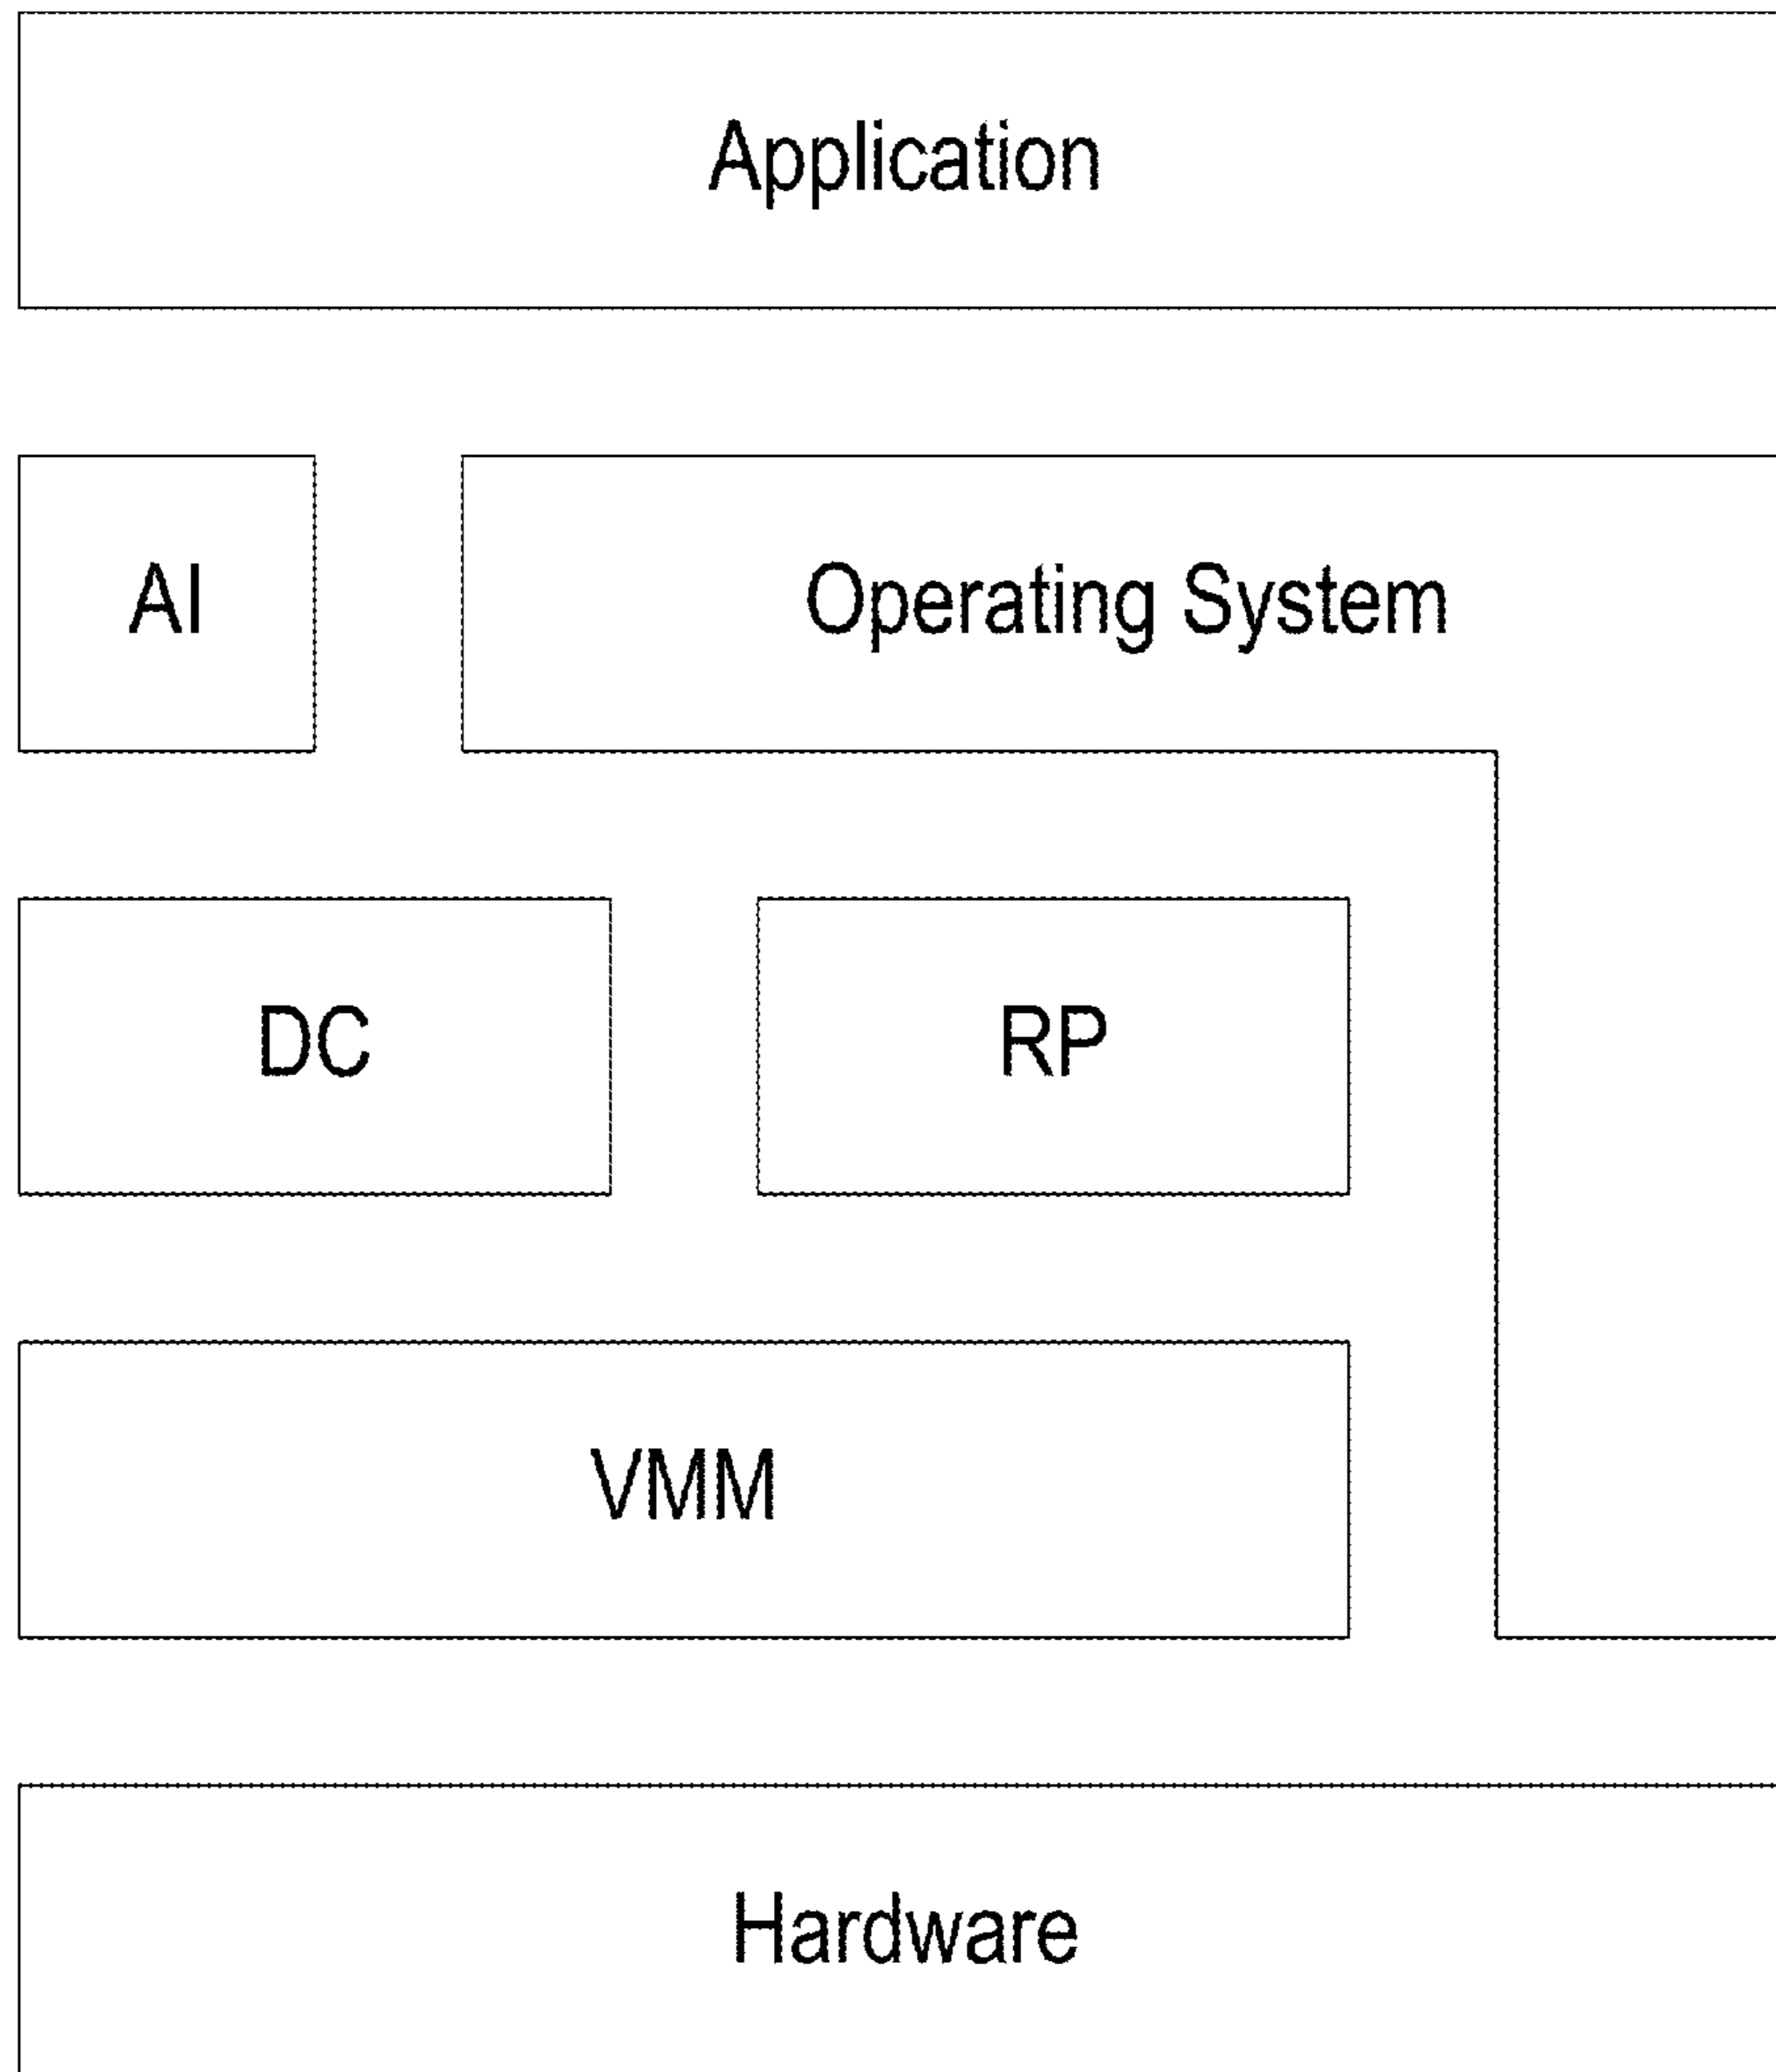 Application
AI
Operating System
DC
RP
VMM
Hardware